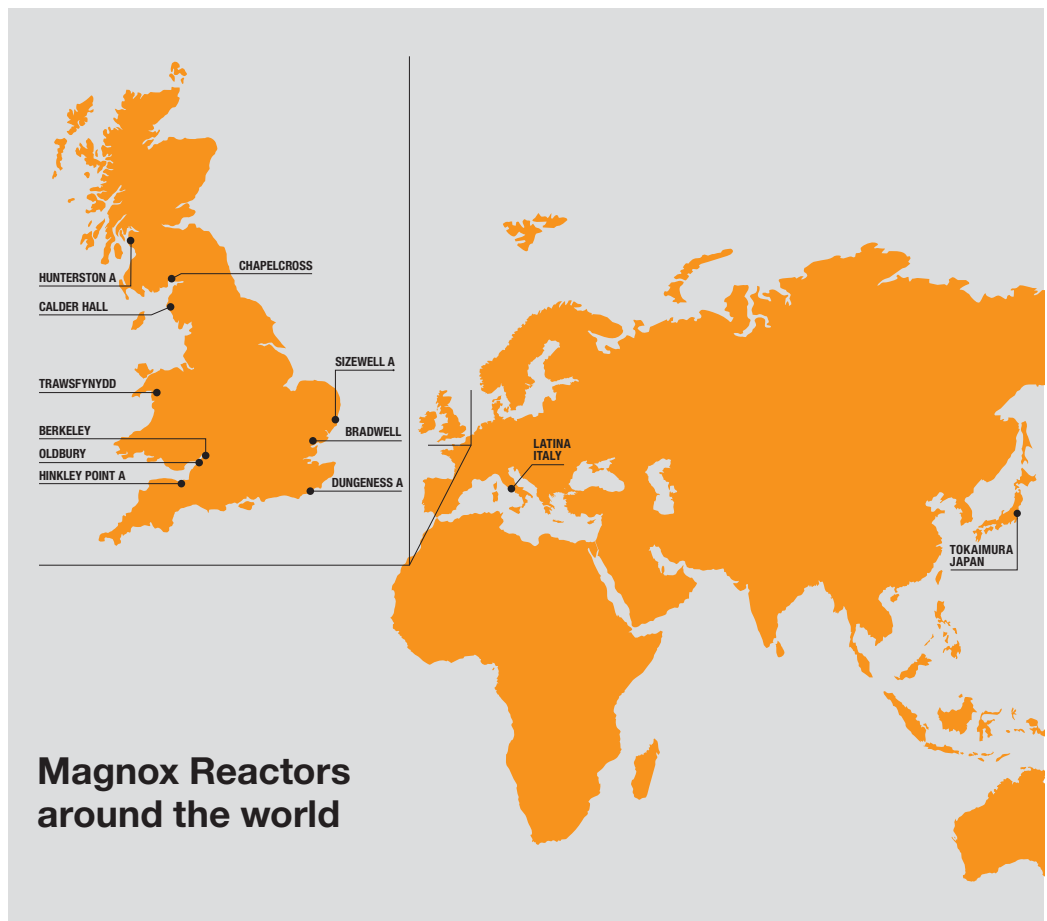 HUNTERSTON A
CHAPELCROSS
CALDER HALL
SIZEWELL A
TRAWSFYNYDD
BERKELEY
BRADWELL
OLDBURY
HINKLEY POINT A
DUNGENESS A
LATINA
ITALY
TOKAIMURA
JAPAN
Magnox Reactors
around the world